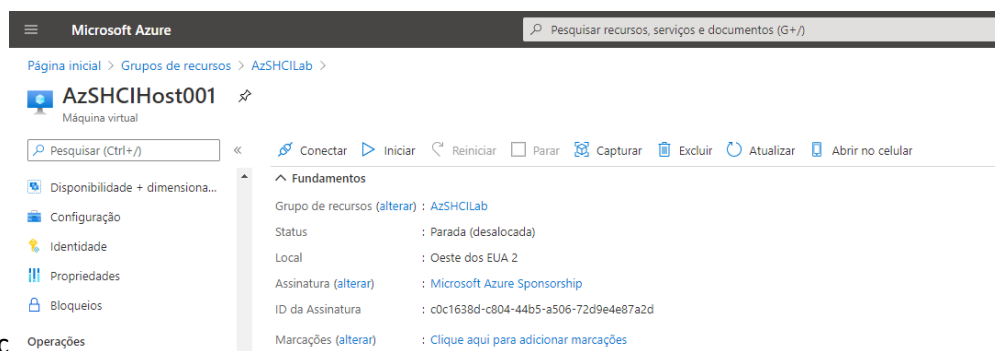 Microsoft Azure
Pesquisar recursos, serviços e documentos (G+/)
Página inicial > Grupos de recursos > AzSHCILab >
AzSHCIHost001
Máquina virtual
Pesquisar (Ctrl+/)
«
Conectar Iniciar Reiniciar Parar Capturar Excluir Atualizar Abrir no celular
Disponibilidade + dimensiona...
Configuração
Identidade
Propriedades
Bloqueios
Operações
Fundamentos
Grupo de recursos (alterar) : AzSHCILab
Status : Parada (desalocada)
Local : Oeste dos EUA 2
Assinatura (alterar) : Microsoft Azure Sponsorship
ID da Assinatura : c0c1638d-c804-44b5-a506-72d9e4e87a2d
Marcações (alterar) : Clique aqui para adicionar marcações
c